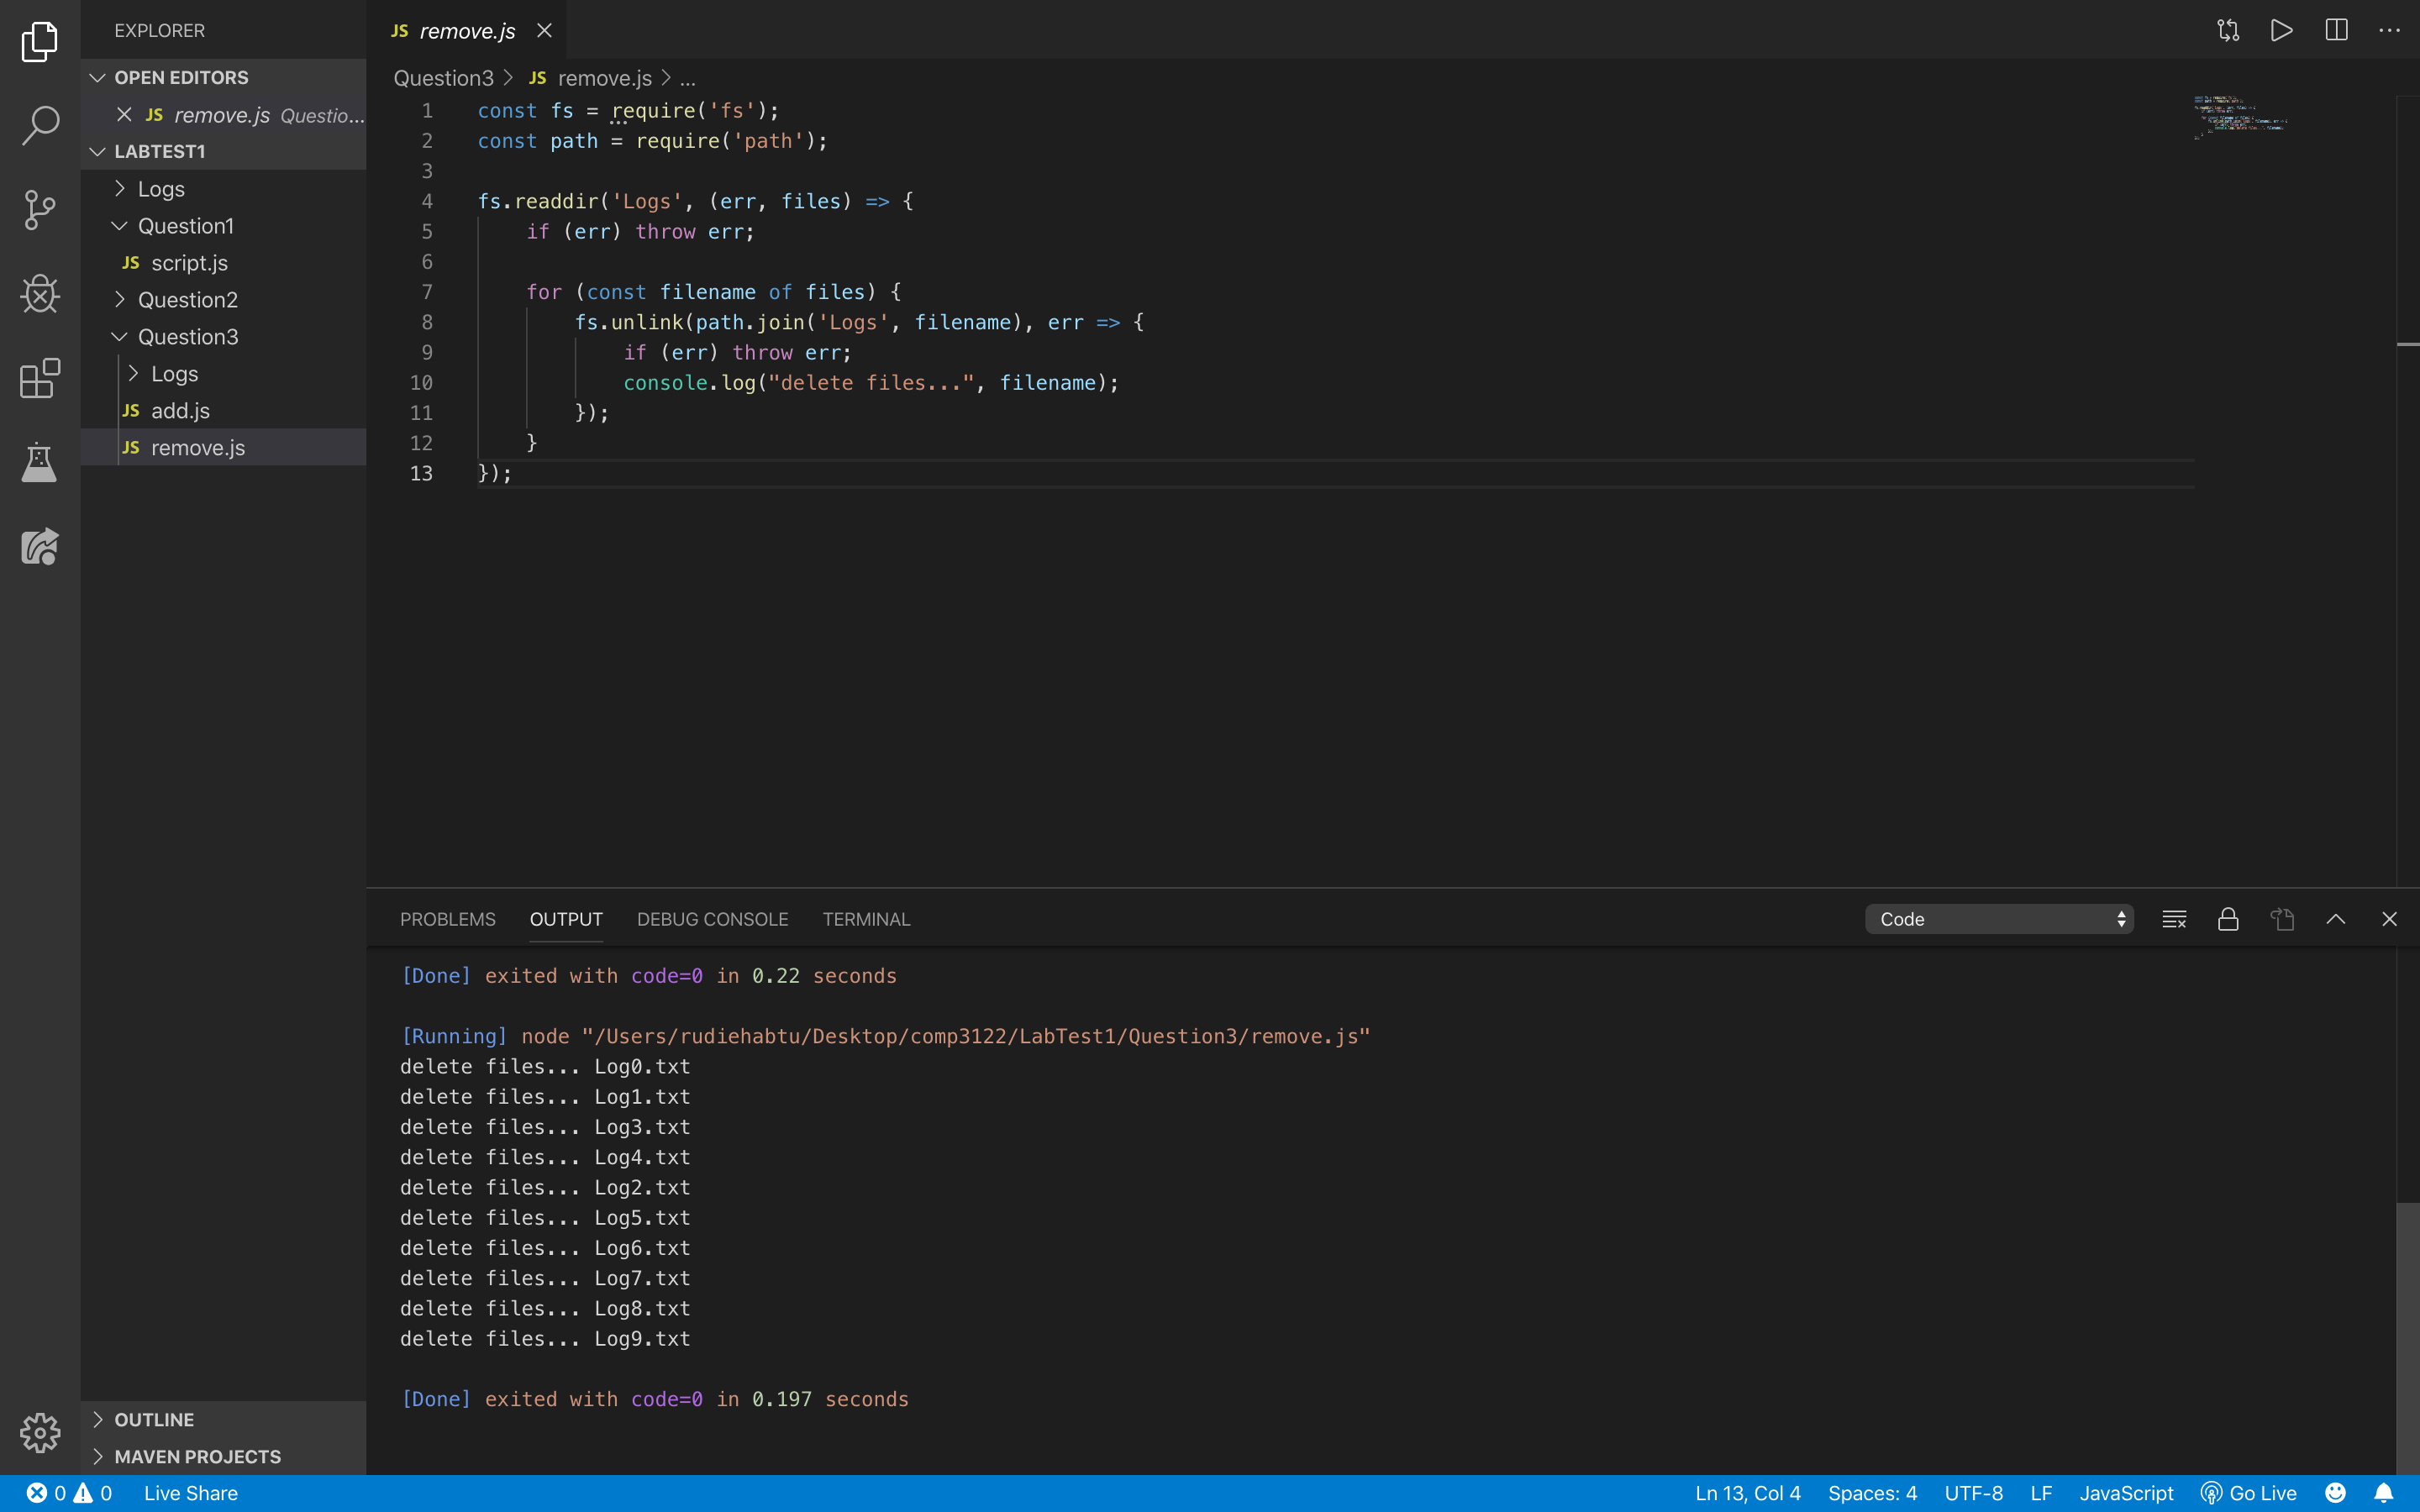 EXPLORER
OPEN EDITORS
JS remove.js Questio...
LABTEST1
Logs
Question1
JS script.js
Question2
Question3
Logs
JS add.js
JS remove.js
OUTLINE
MAVEN PROJECTS
JS remove.js
Question3 > JS remove.js > ...
1 const fs = require('fs');
2 const path = require('path');
3
4 fs.readdir('Logs', (err, files) => {
5 if (err) throw err;
6
7 for (const filename of files) {
8 fs.unlink(path.join('Logs', filename), err => {
9 if (err) throw err;
10 console.log("delete files...", filename);
11 });
12 }
13 });
PROBLEMS OUTPUT DEBUG CONSOLE TERMINAL Code
[Done] exited with code=0 in 0.22 seconds
[Running] node "/Users/rudiehabtu/Desktop/comp3122/LabTest1/Question3/remove.js"
delete files... Log0.txt
delete files... Log1.txt
delete files... Log3.txt
delete files... Log4.txt
delete files... Log2.txt
delete files... Log5.txt
delete files... Log6.txt
delete files... Log7.txt
delete files... Log8.txt
delete files... Log9.txt
[Done] exited with code=0 in 0.197 seconds
0 0 Live Share Ln 13, Col 4 Spaces: 4 UTF-8 LF JavaScript Go Live